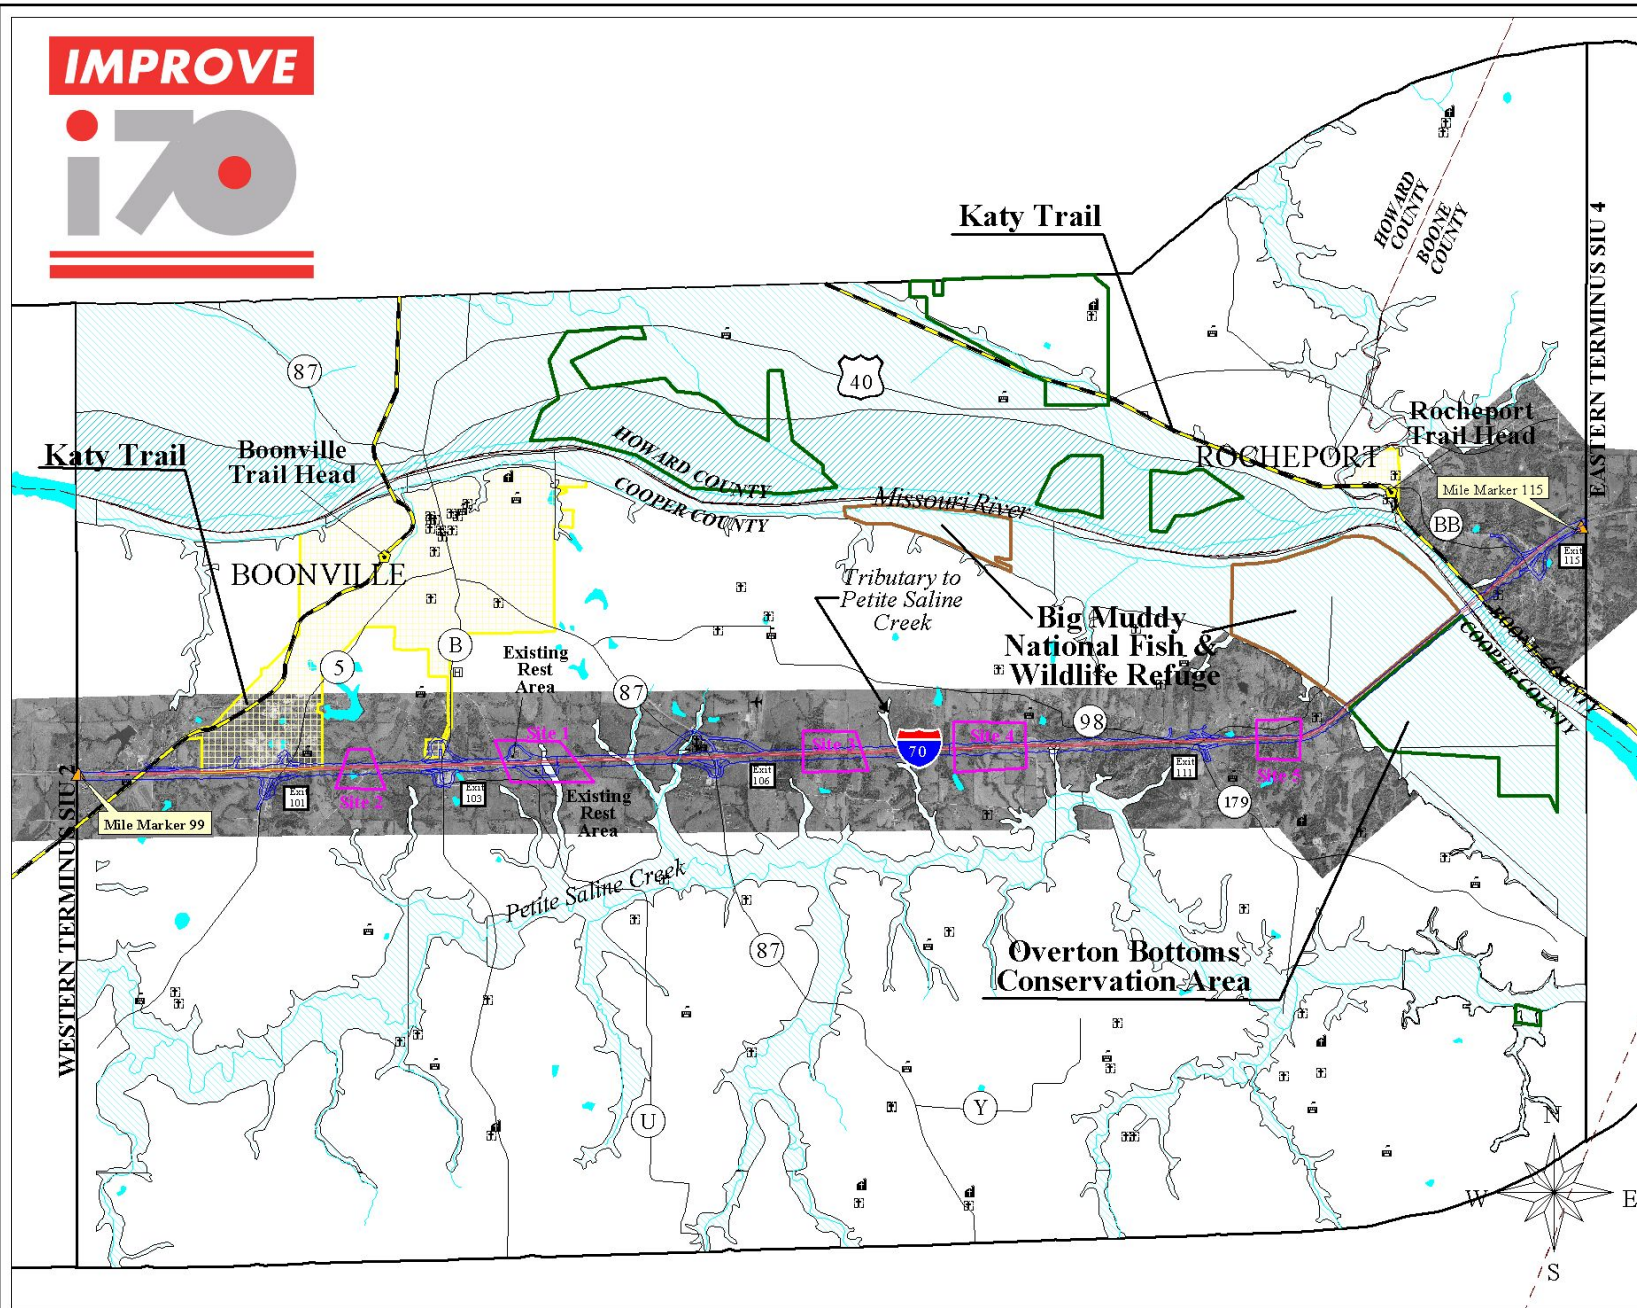 IMPROVE
i70
Katy Trail
HOWARD
COUNTY
BOONE
COUNTY
EASTERN TERMINUS SIU 4
87
40
Katy Trail
Boonville
Trail Head
HOWARD COUNTY
COOPER COUNTY
Missouri River
ROCHEPORT
Rocheport
Trail Head
Mile Marker 115
BB
Exit
115
BOONVILLE
Tributary to
Petite Saline
Creek
Big Muddy
National Fish &
Wildlife Refuge
BOONE COUNTY
COOPER COUNTY
5
B
H
Existing
Rest
Area
87
98
Site 1
Site 3
70
Site 4
Site 5
Site 2
Exit
101
Exit
103
Exit
106
Exit
111
179
Existing
Rest
Area
Mile Marker 99
WESTERN TERMINUS SIU 2
Petite Saline Creek
87
Overton Bottoms
Conservation Area
U
Y
N
W
E
S